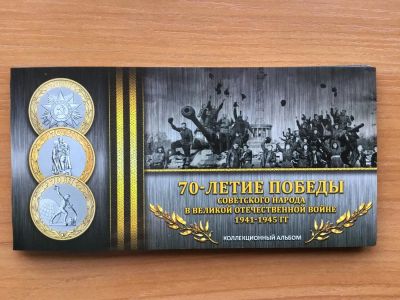 70-ЛЕТИЕ ПОБЕДЫ
СОВЕТСКОГО НАРОДА
В ВЕЛИКОЙ ОТЕЧЕСТВЕННОЙ ВОЙНЕ
1941-1945 ГГ
КОЛЛЕКЦИОННЫЙ АЛЬБОМ